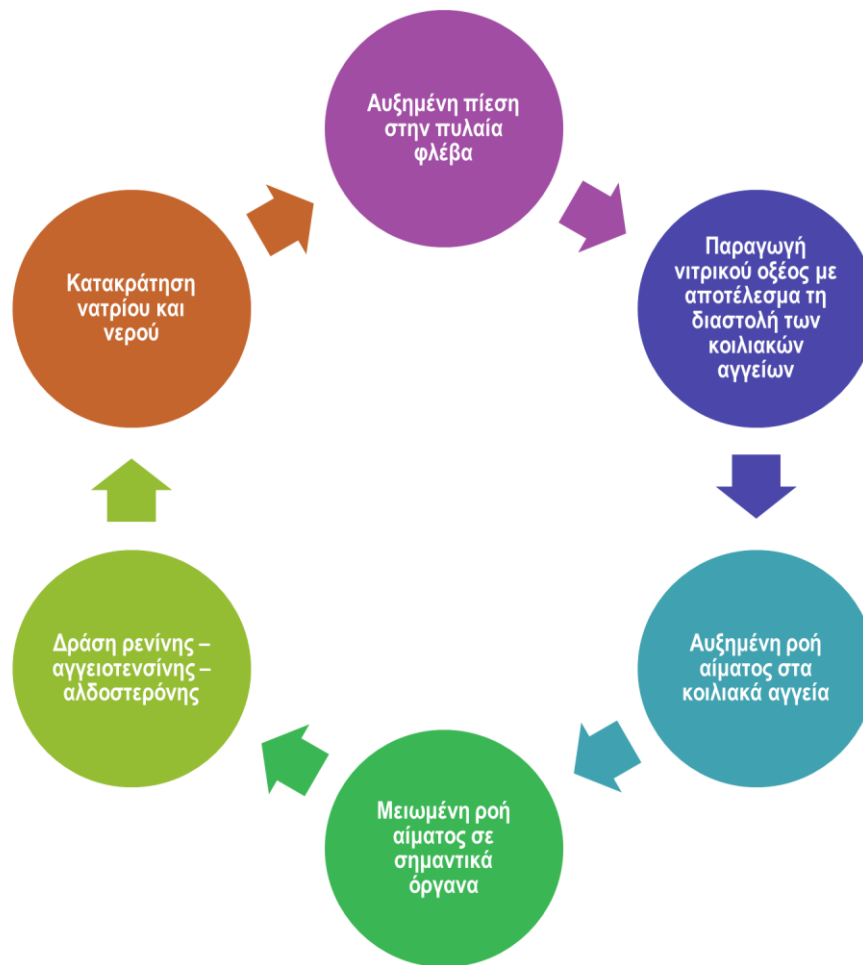 Αυξημένη πίεση
στην πυλαία
φλέβα
Παραγωγή
νιτρικού οξέος με
αποτέλεσμα τη
διαστολή των
κοιλιακών
αγγείων
Αυξημένη ροή
αίματος στα
κοιλιακά αγγεία
Μειωμένη ροή
αίματος σε
σημαντικά
όργανα
Δράση ρενίνης –
αγγειοτενσίνης –
αλδοστερόνης
Κατακράτηση
νατρίου και
νερού